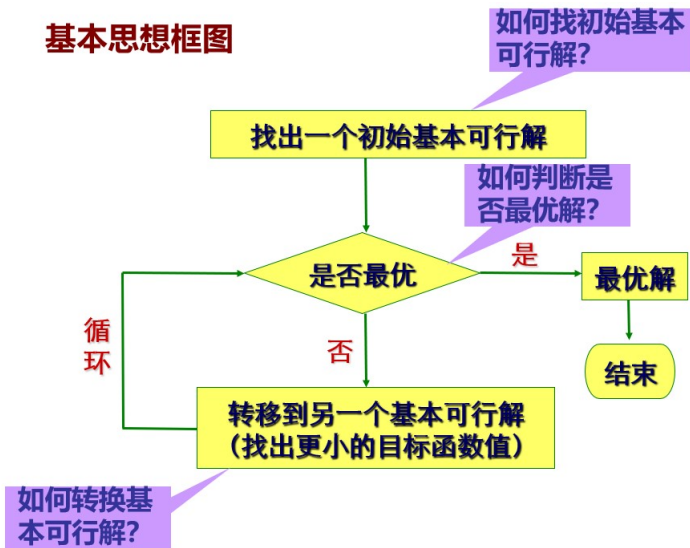 基本思想框图
如何找初始基本
可行解?
找出一个初始基本可行解
如何判断是
否最优解?
是否最优
是
最优解
循
环
否
结束
转移到另一个基本可行解
(找出更小的目标函数值)
如何转换基
本可行解?